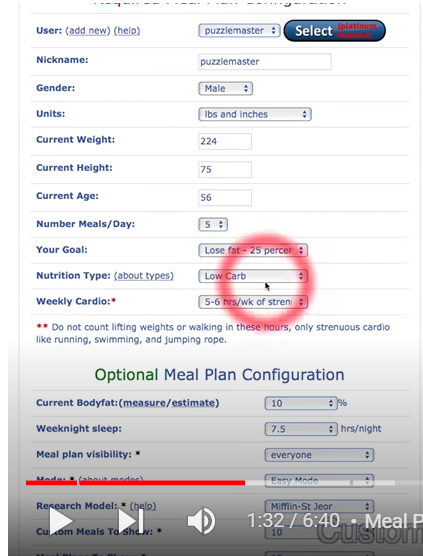 Required Meal Plan Configuration
User: (add new) (help) puzzlemaster Select (platinum
Nickname: puzzlemaster
Gender: Male
Units: lbs and inches
Current Weight: 224
Current Height: 75
Current Age: 56
Number Meals/Day: 5
Your Goal: Lose fat - 25 percer
Nutrition Type: (about types) Low Carb
Weekly Cardio:* 5-6 hrs/wk of stren
** Do not count lifting weights or walking in these hours, only strenuous cardio
like running, swimming, and jumping rope.
Optional Meal Plan Configuration
Current Bodyfat:(measure/estimate) 10 %
Weeknight sleep: 7.5 hrs/night
Meal plan visibility: * everyone
Mode: * (about modes) Easy Mode
Research Model: * (help) Mifflin-St Jeor
1:32 / 6:40 • Meal P
Custom Meals To Show: * 10
Custom